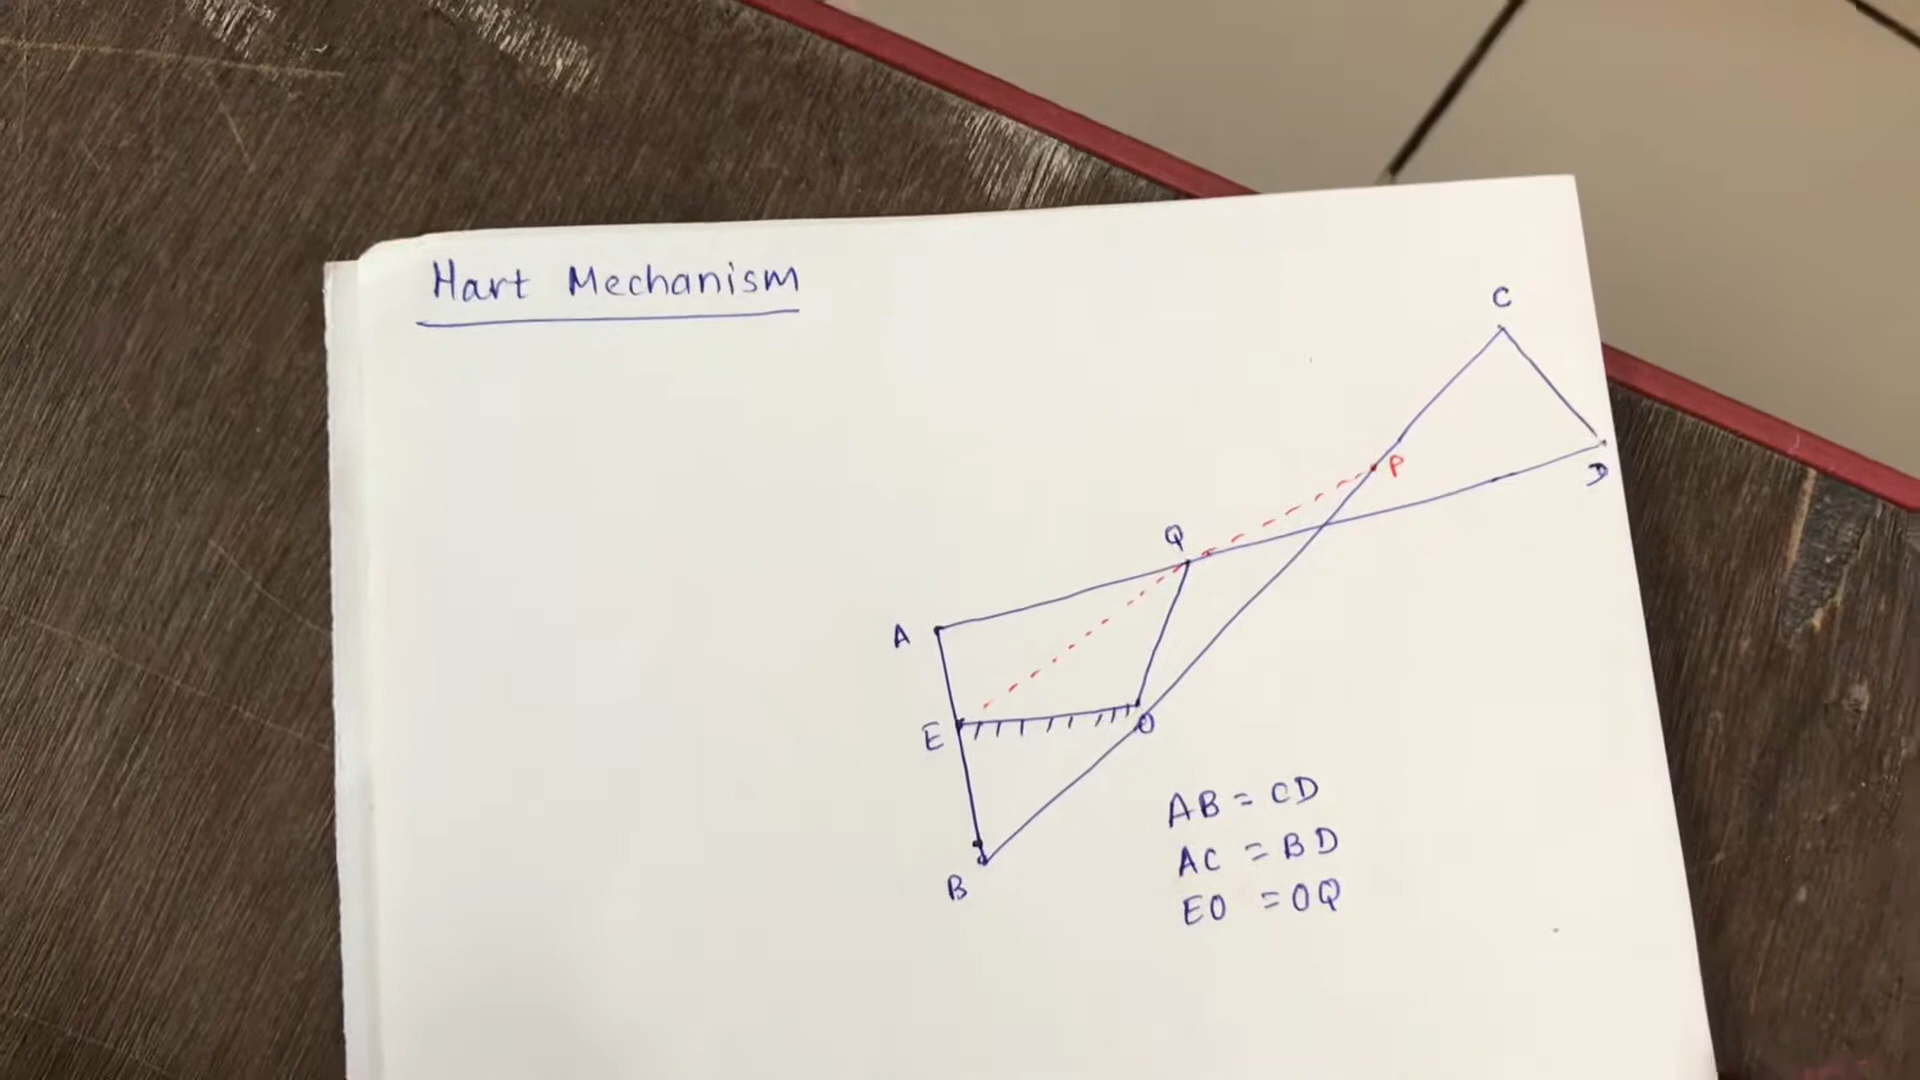 Hart Mechanism
C
P
D
Q
A
E
O
B
AB = CD
AC = BD
EO = OQ